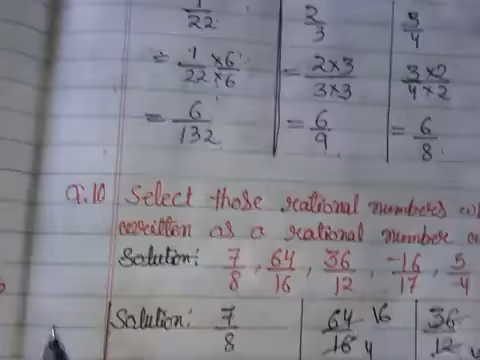 1/22 2/3 3/4
= 1/22 ×6/×6 = 2×3/3×3 3×2/4×2
= 6/132 = 6/9 = 6/8
Q.10 Select those rational numbers
written as a rational number
Solution: 7/8, 64/16, 36/12, -16/17, 5/-4
Solution: 7/8 64/16 16 4 36/12